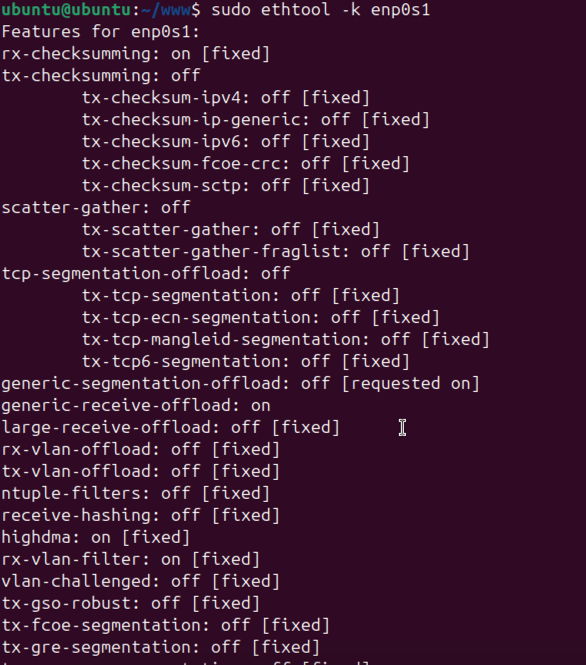 ubuntu@ubuntu:~/www$ sudo ethtool -k enp0s1
Features for enp0s1:
rx-checksumming: on [fixed]
tx-checksumming: off
        tx-checksum-ipv4: off [fixed]
        tx-checksum-ip-generic: off [fixed]
        tx-checksum-ipv6: off [fixed]
        tx-checksum-fcoe-crc: off [fixed]
        tx-checksum-sctp: off [fixed]
scatter-gather: off
        tx-scatter-gather: off [fixed]
        tx-scatter-gather-fraglist: off [fixed]
tcp-segmentation-offload: off
        tx-tcp-segmentation: off [fixed]
        tx-tcp-ecn-segmentation: off [fixed]
        tx-tcp-mangleid-segmentation: off [fixed]
        tx-tcp6-segmentation: off [fixed]
generic-segmentation-offload: off [requested on]
generic-receive-offload: on
large-receive-offload: off [fixed]
rx-vlan-offload: off [fixed]
tx-vlan-offload: off [fixed]
ntuple-filters: off [fixed]
receive-hashing: off [fixed]
highdma: on [fixed]
rx-vlan-filter: on [fixed]
vlan-challenged: off [fixed]
tx-gso-robust: off [fixed]
tx-fcoe-segmentation: off [fixed]
tx-gre-segmentation: off [fixed]